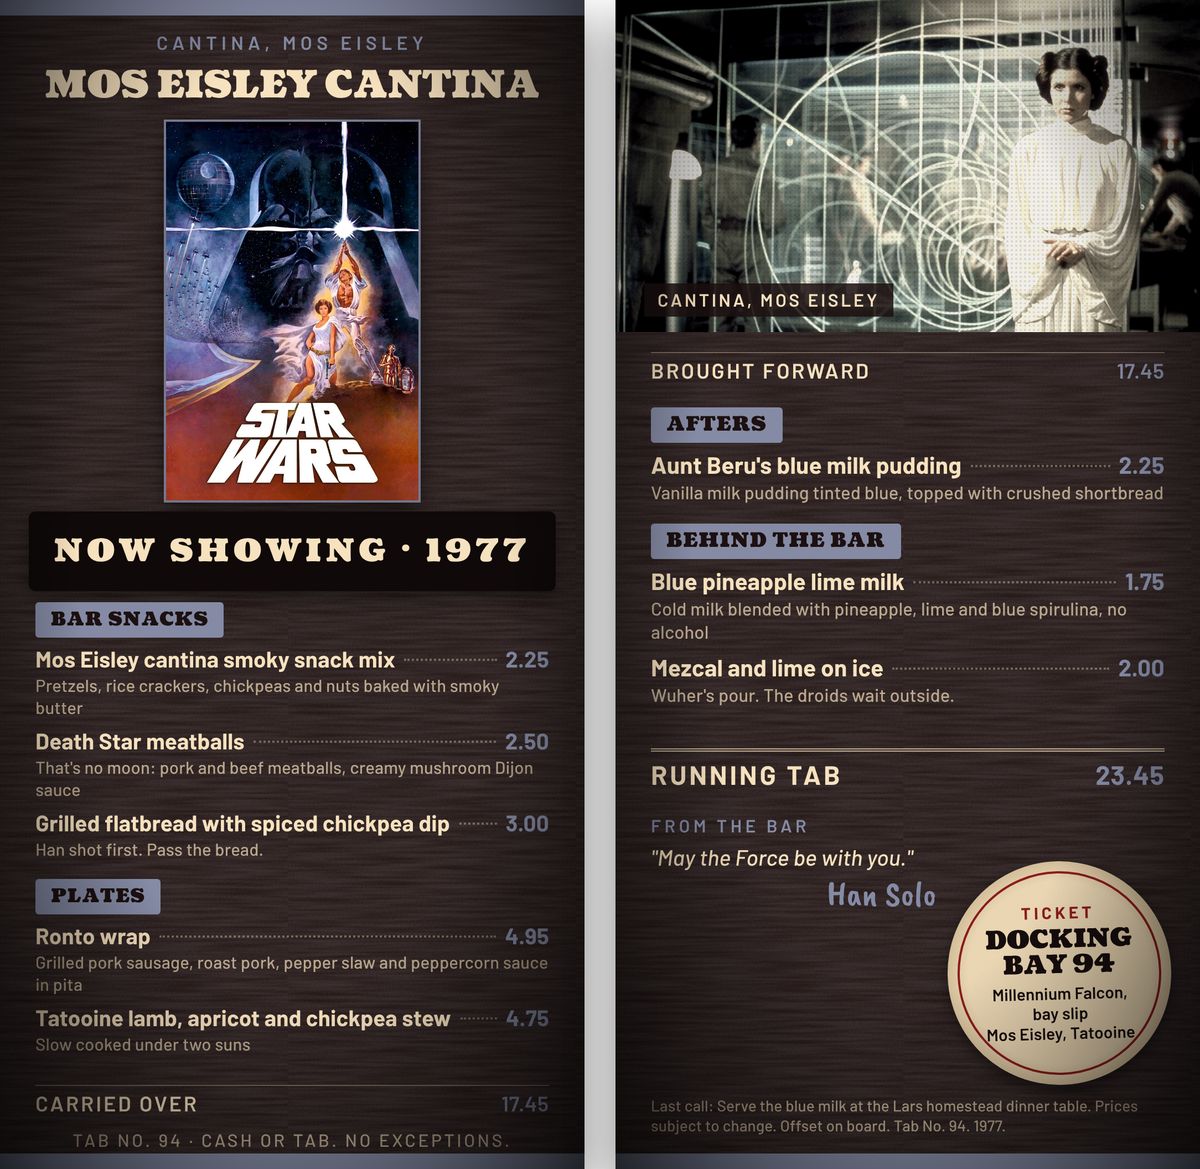 CANTINA, MOS EISLEY
MOS EISLEY CANTINA
STAR
WARS
NOW SHOWING · 1977
BAR SNACKS
Mos Eisley cantina smoky snack mix 2.25
Pretzels, rice crackers, chickpeas and nuts baked with smoky
butter
Death Star meatballs 2.50
That's no moon: pork and beef meatballs, creamy mushroom Dijon
sauce
Grilled flatbread with spiced chickpea dip 3.00
Han shot first. Pass the bread.
PLATES
Ronto wrap 4.95
Grilled pork sausage, roast pork, pepper slaw and peppercorn sauce
in pita
Tatooine lamb, apricot and chickpea stew 4.75
Slow cooked under two suns
CARRIED OVER 17.45
TAB NO. 94 · CASH OR TAB. NO EXCEPTIONS.
CANTINA, MOS EISLEY
BROUGHT FORWARD 17.45
AFTERS
Aunt Beru's blue milk pudding 2.25
Vanilla milk pudding tinted blue, topped with crushed shortbread
BEHIND THE BAR
Blue pineapple lime milk 1.75
Cold milk blended with pineapple, lime and blue spirulina, no
alcohol
Mezcal and lime on ice 2.00
Wuher's pour. The droids wait outside.
RUNNING TAB 23.45
FROM THE BAR
"May the Force be with you."
Han Solo
TICKET
DOCKING
BAY 94
Millennium Falcon,
bay slip
Mos Eisley, Tatooine
Last call: Serve the blue milk at the Lars homestead dinner table. Prices
subject to change. Offset on board. Tab No. 94. 1977.